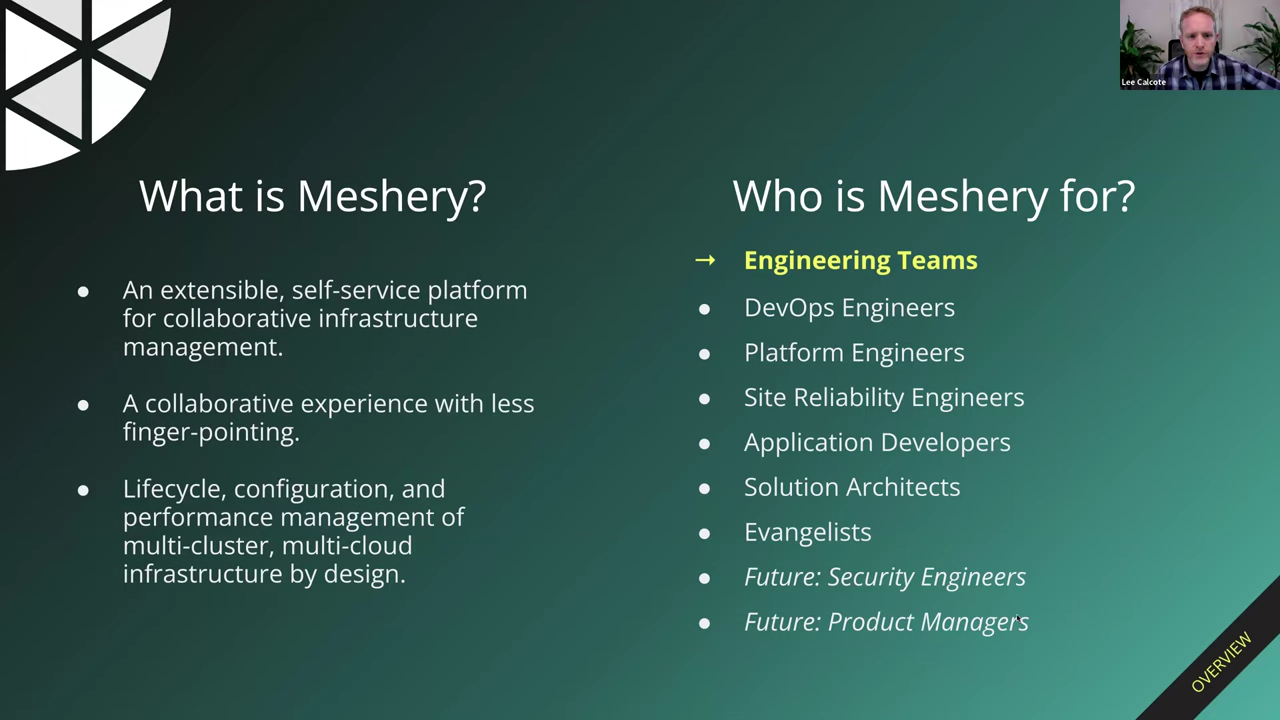 Lee Calcote
What is Meshery?
An extensible, self-service platform
for collaborative infrastructure
management.
A collaborative experience with less
finger-pointing.
Lifecycle, configuration, and
performance management of
multi-cluster, multi-cloud
infrastructure by design.
Who is Meshery for?
→ Engineering Teams
DevOps Engineers
Platform Engineers
Site Reliability Engineers
Application Developers
Solution Architects
Evangelists
Future: Security Engineers
Future: Product Managers
OVERVIEW